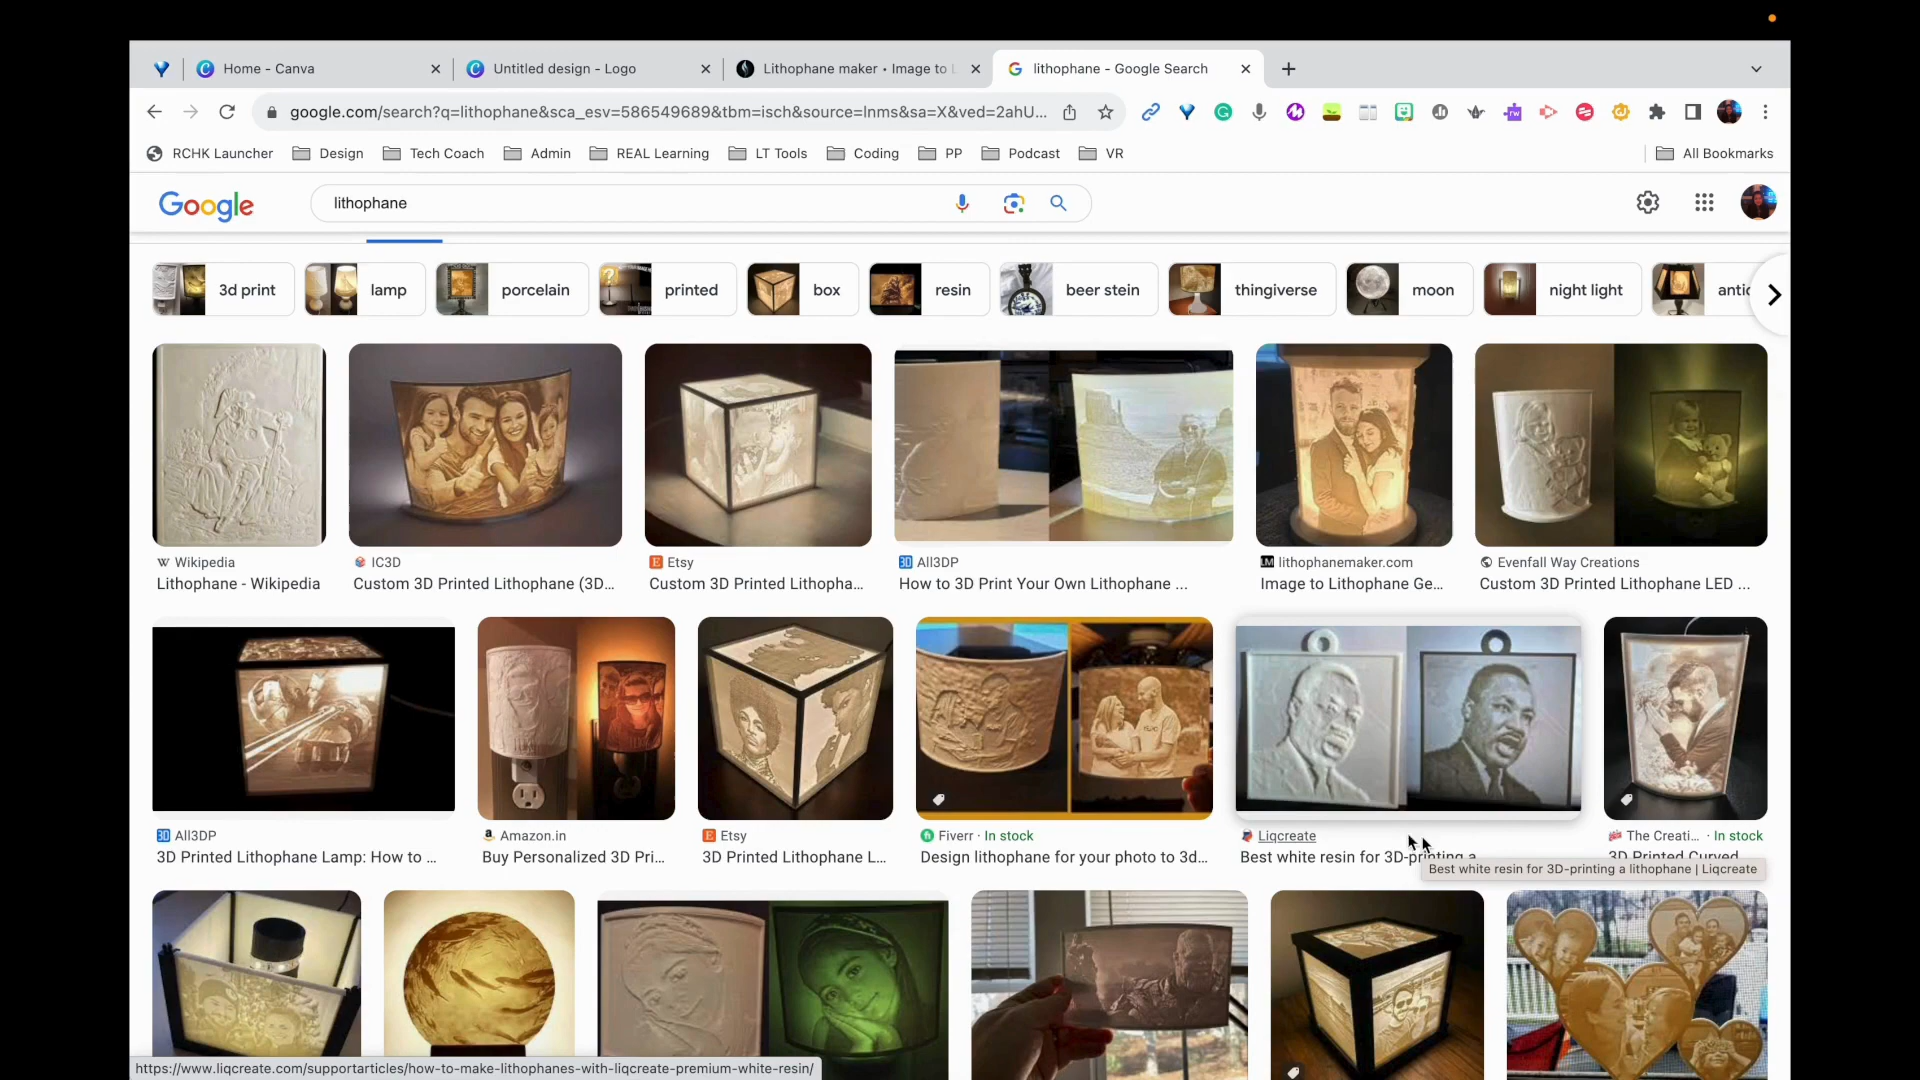 Home - Canva
Untitled design - Logo
Lithophane maker • Image to L
lithophane - Google Search
google.com/search?q=lithophane&sca_esv=586549689&tbm=isch&source=lnms&sa=X&ved=2ahU...
RCHK Launcher
Design
Tech Coach
Admin
REAL Learning
LT Tools
Coding
PP
Podcast
VR
All Bookmarks
Google
lithophane
3d print
lamp
porcelain
printed
box
resin
beer stein
thingiverse
moon
night light
antic
W Wikipedia
Lithophane - Wikipedia
IC3D
Custom 3D Printed Lithophane (3D...
E Etsy
Custom 3D Printed Lithopha...
3D All3DP
How to 3D Print Your Own Lithophane ...
LM lithophanemaker.com
Image to Lithophane Ge...
Evenfall Way Creations
Custom 3D Printed Lithophane LED ...
3D All3DP
3D Printed Lithophane Lamp: How to ...
a Amazon.in
Buy Personalized 3D Pri...
E Etsy
3D Printed Lithophane L...
Fiverr · In stock
Design lithophane for your photo to 3d...
Liqcreate
Best white resin for 3D-printing a
The Creati... · In stock
3D Printed Curved
Best white resin for 3D-printing a lithophane | Liqcreate
https://www.liqcreate.com/supportarticles/how-to-make-lithophanes-with-liqcreate-premium-white-resin/